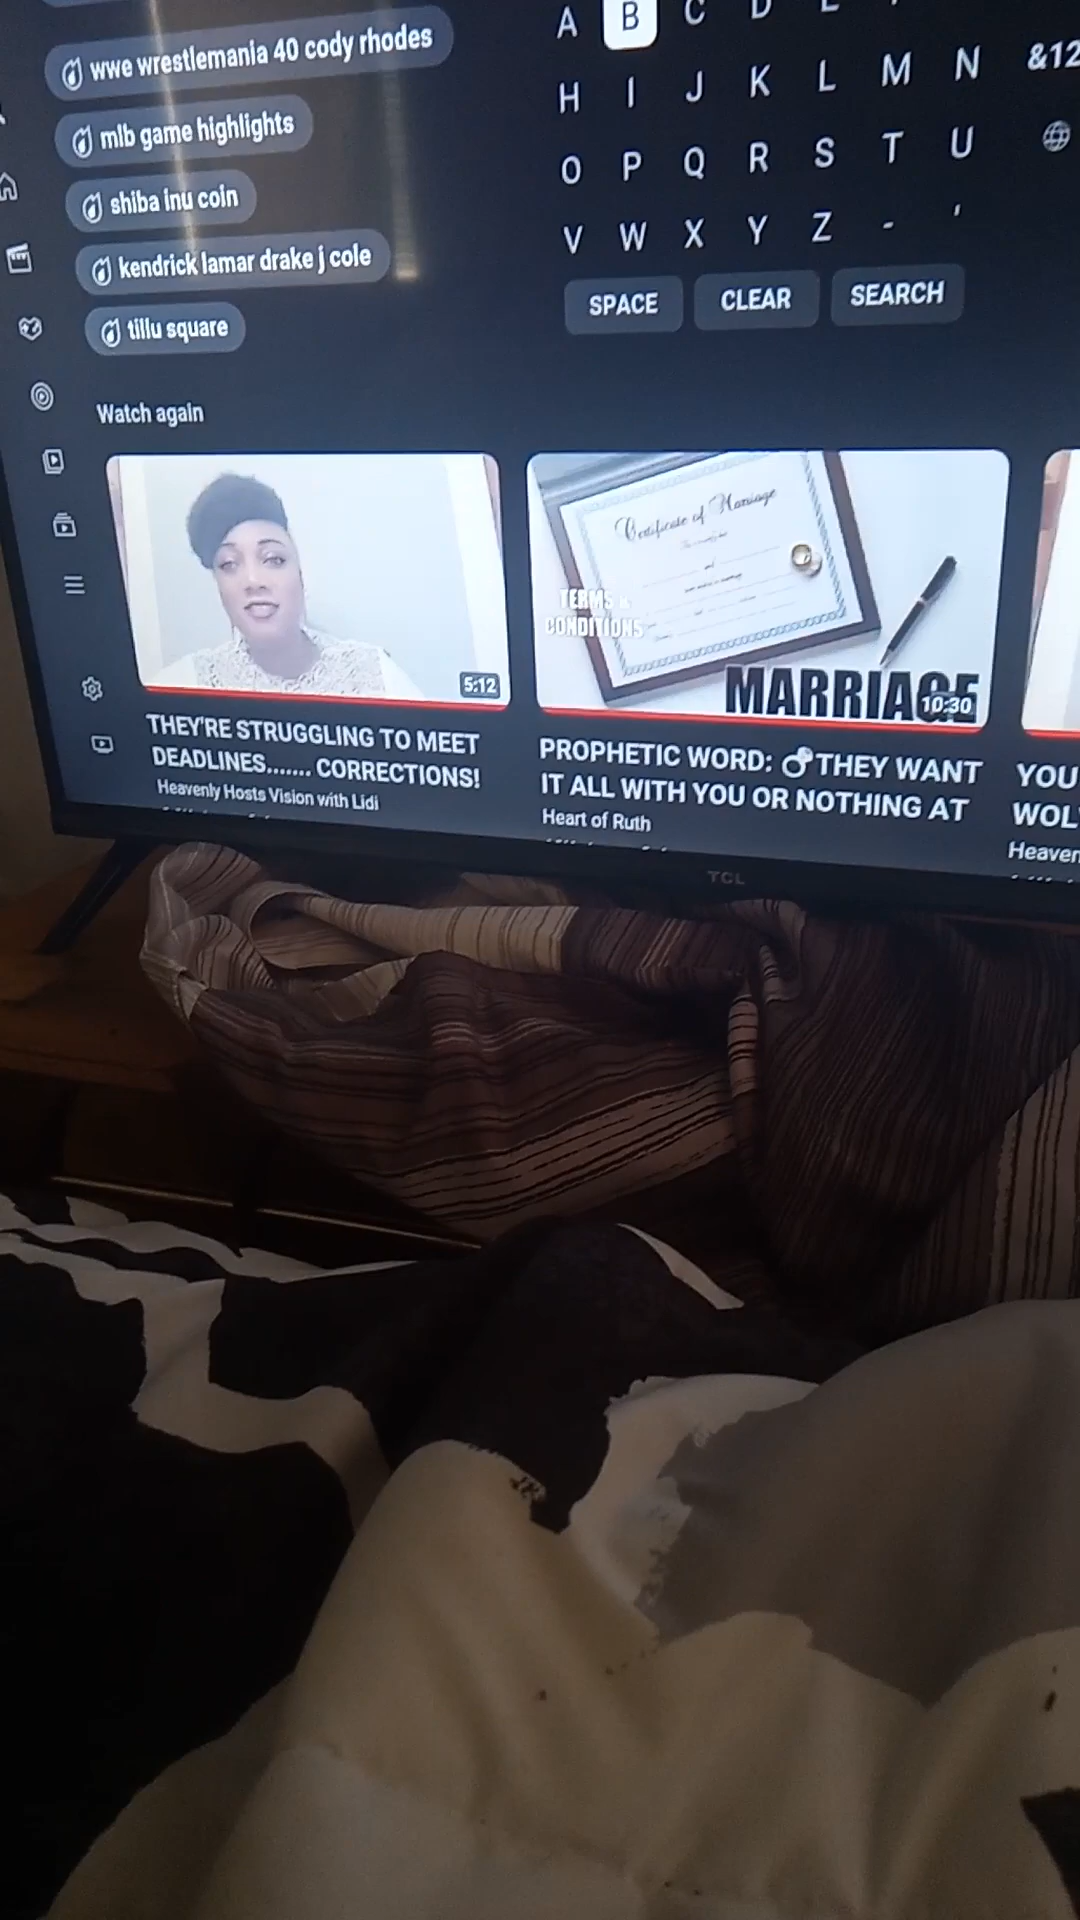 wwe wrestlemania 40 cody rhodes
mlb game highlights
shiba inu coin
kendrick lamar drake j cole
tillu square
A B C D
H I J K L M N &12
O P Q R S T U
V W X Y Z - '
SPACE CLEAR SEARCH
Watch again
Certificate of Marriage
TERMS &
CONDITIONS
MARRIAGE
5:12
10:30
THEY'RE STRUGGLING TO MEET
DEADLINES....... CORRECTIONS!
Heavenly Hosts Vision with Lidi
PROPHETIC WORD: 💍THEY WANT
IT ALL WITH YOU OR NOTHING AT
Heart of Ruth
YOU
WOL
Heaven
TCL